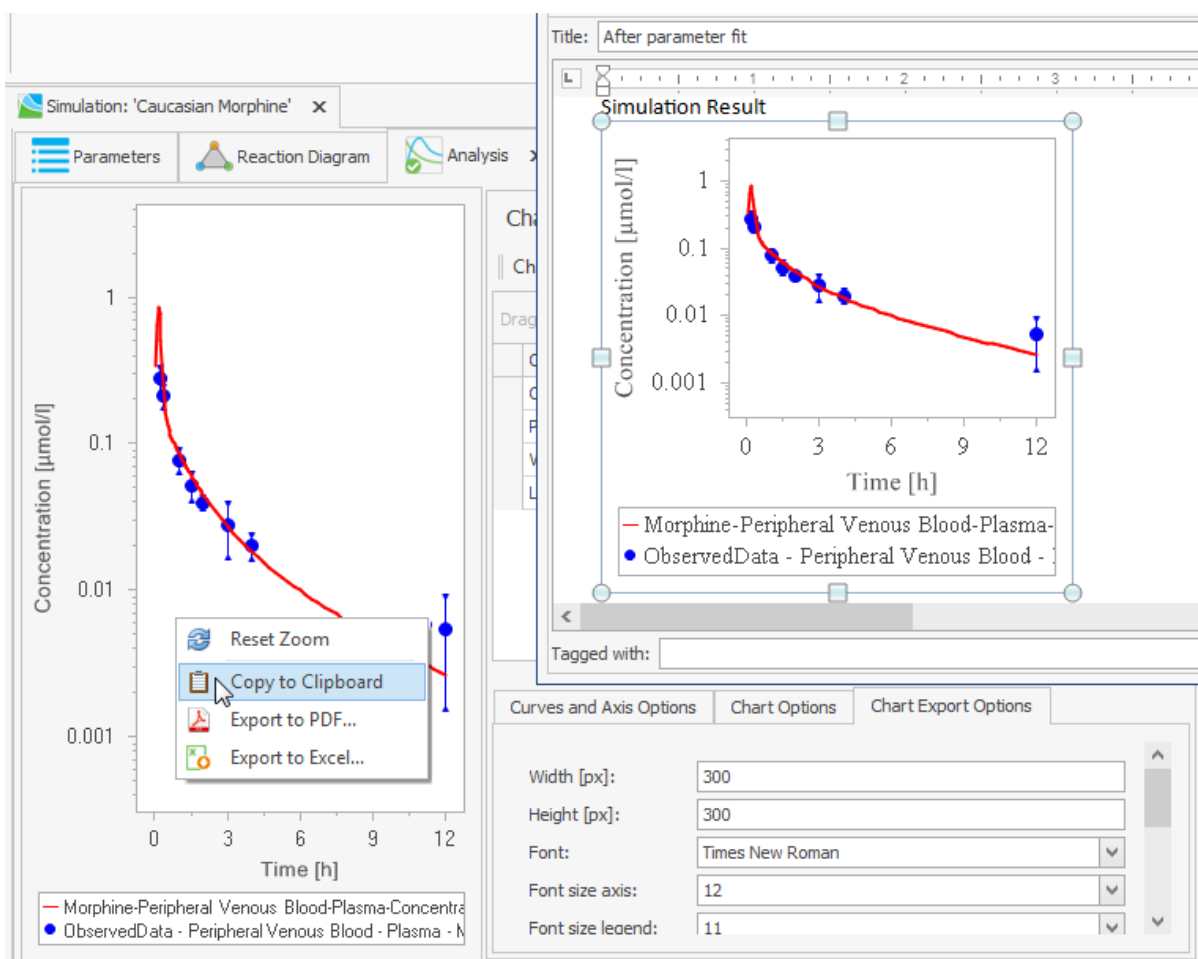 Simulation: 'Caucasian Morphine'
Parameters
Reaction Diagram
Analysis
1
0.1
0.01
0.001
Concentration [µmol/l]
0
3
6
9
12
Time [h]
Morphine-Peripheral Venous Blood-Plasma-Concentra
ObservedData - Peripheral Venous Blood - Plasma - M
Reset Zoom
Copy to Clipboard
Export to PDF...
Export to Excel...
Cha
Ch
Drag
Title:
After parameter fit
1
2
3
Simulation Result
1
0.1
0.01
0.001
Concentration [µmol/l]
0
3
6
9
12
Time [h]
Morphine-Peripheral Venous Blood-Plasma-
ObservedData - Peripheral Venous Blood -
Tagged with:
Curves and Axis Options
Chart Options
Chart Export Options
Width [px]:
300
Height [px]:
300
Font:
Times New Roman
Font size axis:
12
Font size legend:
11